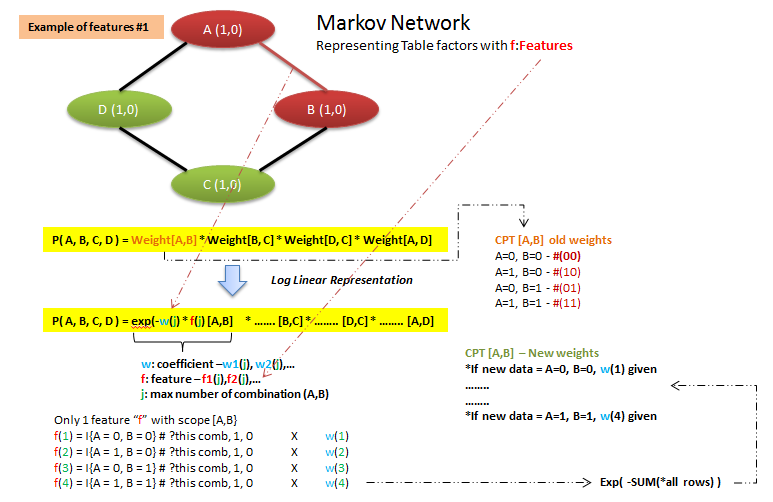 Example of features #1
Markov Network
Representing Table factors with f:Features
A (1,0)
D (1,0)
B (1,0)
C (1,0)
P( A, B, C, D ) = Weight[A,B] * Weight[B, C] * Weight[D, C] * Weight[A, D]
CPT [A,B] old weights
A=0, B=0 - #(00)
A=1, B=0 - #(10)
A=0, B=1 - #(01)
A=1, B=1 - #(11)
Log Linear Representation
P( A, B, C, D ) = exp(-w(j) * f(j) [A,B] * ....... [B,C] * ........ [D,C] * ........ [A,D]
w: coefficient –w1(j), w2(j),...
f: feature – f1(j),f2(j),...
j: max number of combination (A,B)
CPT [A,B] – New weights
*If new data = A=0, B=0, w(1) given
........
........
*If new data = A=1, B=1, w(4) given
Only 1 feature “f” with scope [A,B}
f(1) = I{A = 0, B = 0} # ?this comb, 1, 0 X w(1)
f(2) = I{A = 1, B = 0} # ?this comb, 1, 0 X w(2)
f(3) = I{A = 0, B = 1} # ?this comb, 1, 0 X w(3)
f(4) = I{A = 1, B = 1} # ?this comb, 1, 0 X w(4)
Exp( -SUM(*all rows) )